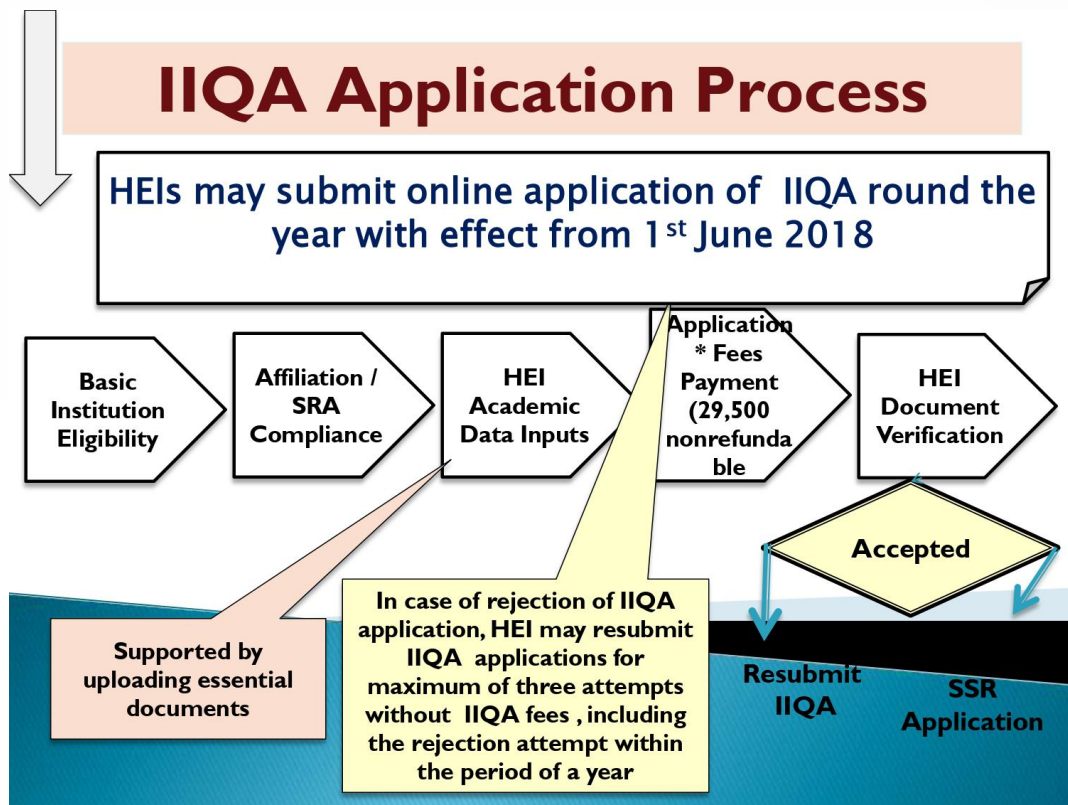 IIQA Application Process
HEIs may submit online application of IIQA round the
year with effect from 1st June 2018
Basic
Institution
Eligibility
Affiliation /
SRA
Compliance
HEI
Academic
Data Inputs
Application
* Fees
Payment
(29,500
nonrefunda
ble
HEI
Document
Verification
Accepted
Supported by
uploading essential
documents
In case of rejection of IIQA
application, HEI may resubmit
IIQA applications for
maximum of three attempts
without IIQA fees , including
the rejection attempt within
the period of a year
Resubmit
IIQA
SSR
Application